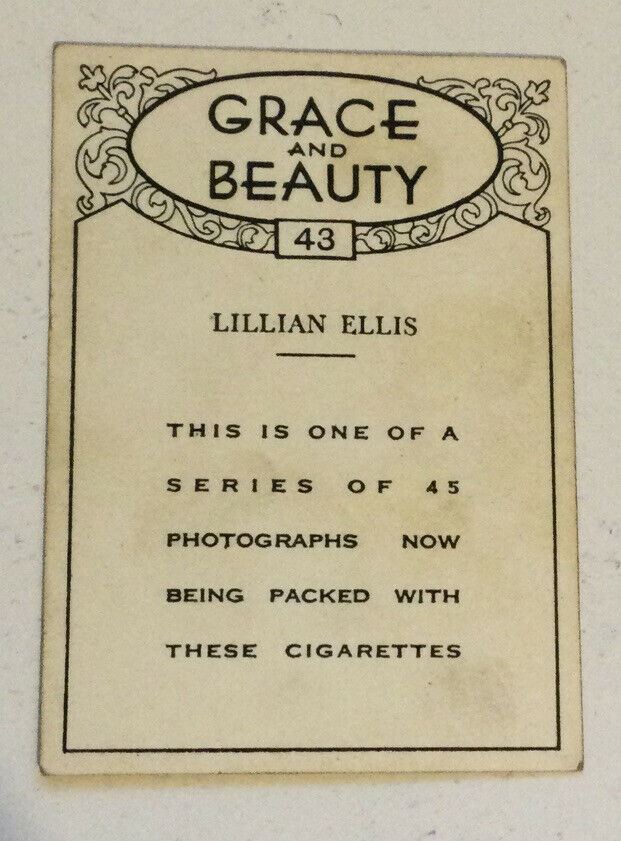 GRACE
AND
BEAUTY
43
LILLIAN ELLIS
THIS IS ONE OF A
SERIES OF 45
PHOTOGRAPHS NOW
BEING PACKED WITH
THESE CIGARETTES